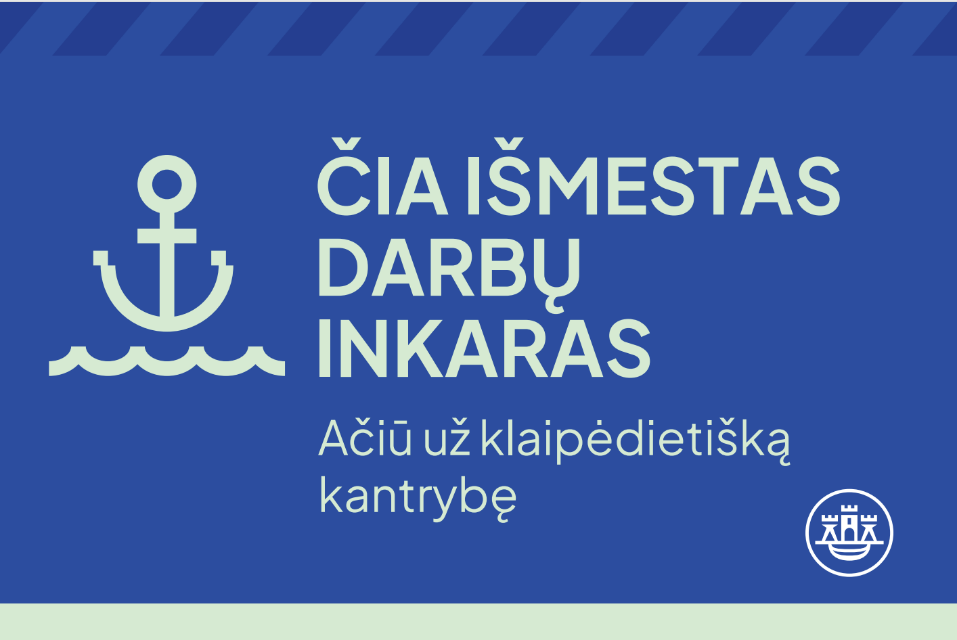 ČIA IŠMESTAS
DARBŲ
INKARAS
Ačiū už klaipėdietišką
kantrybę